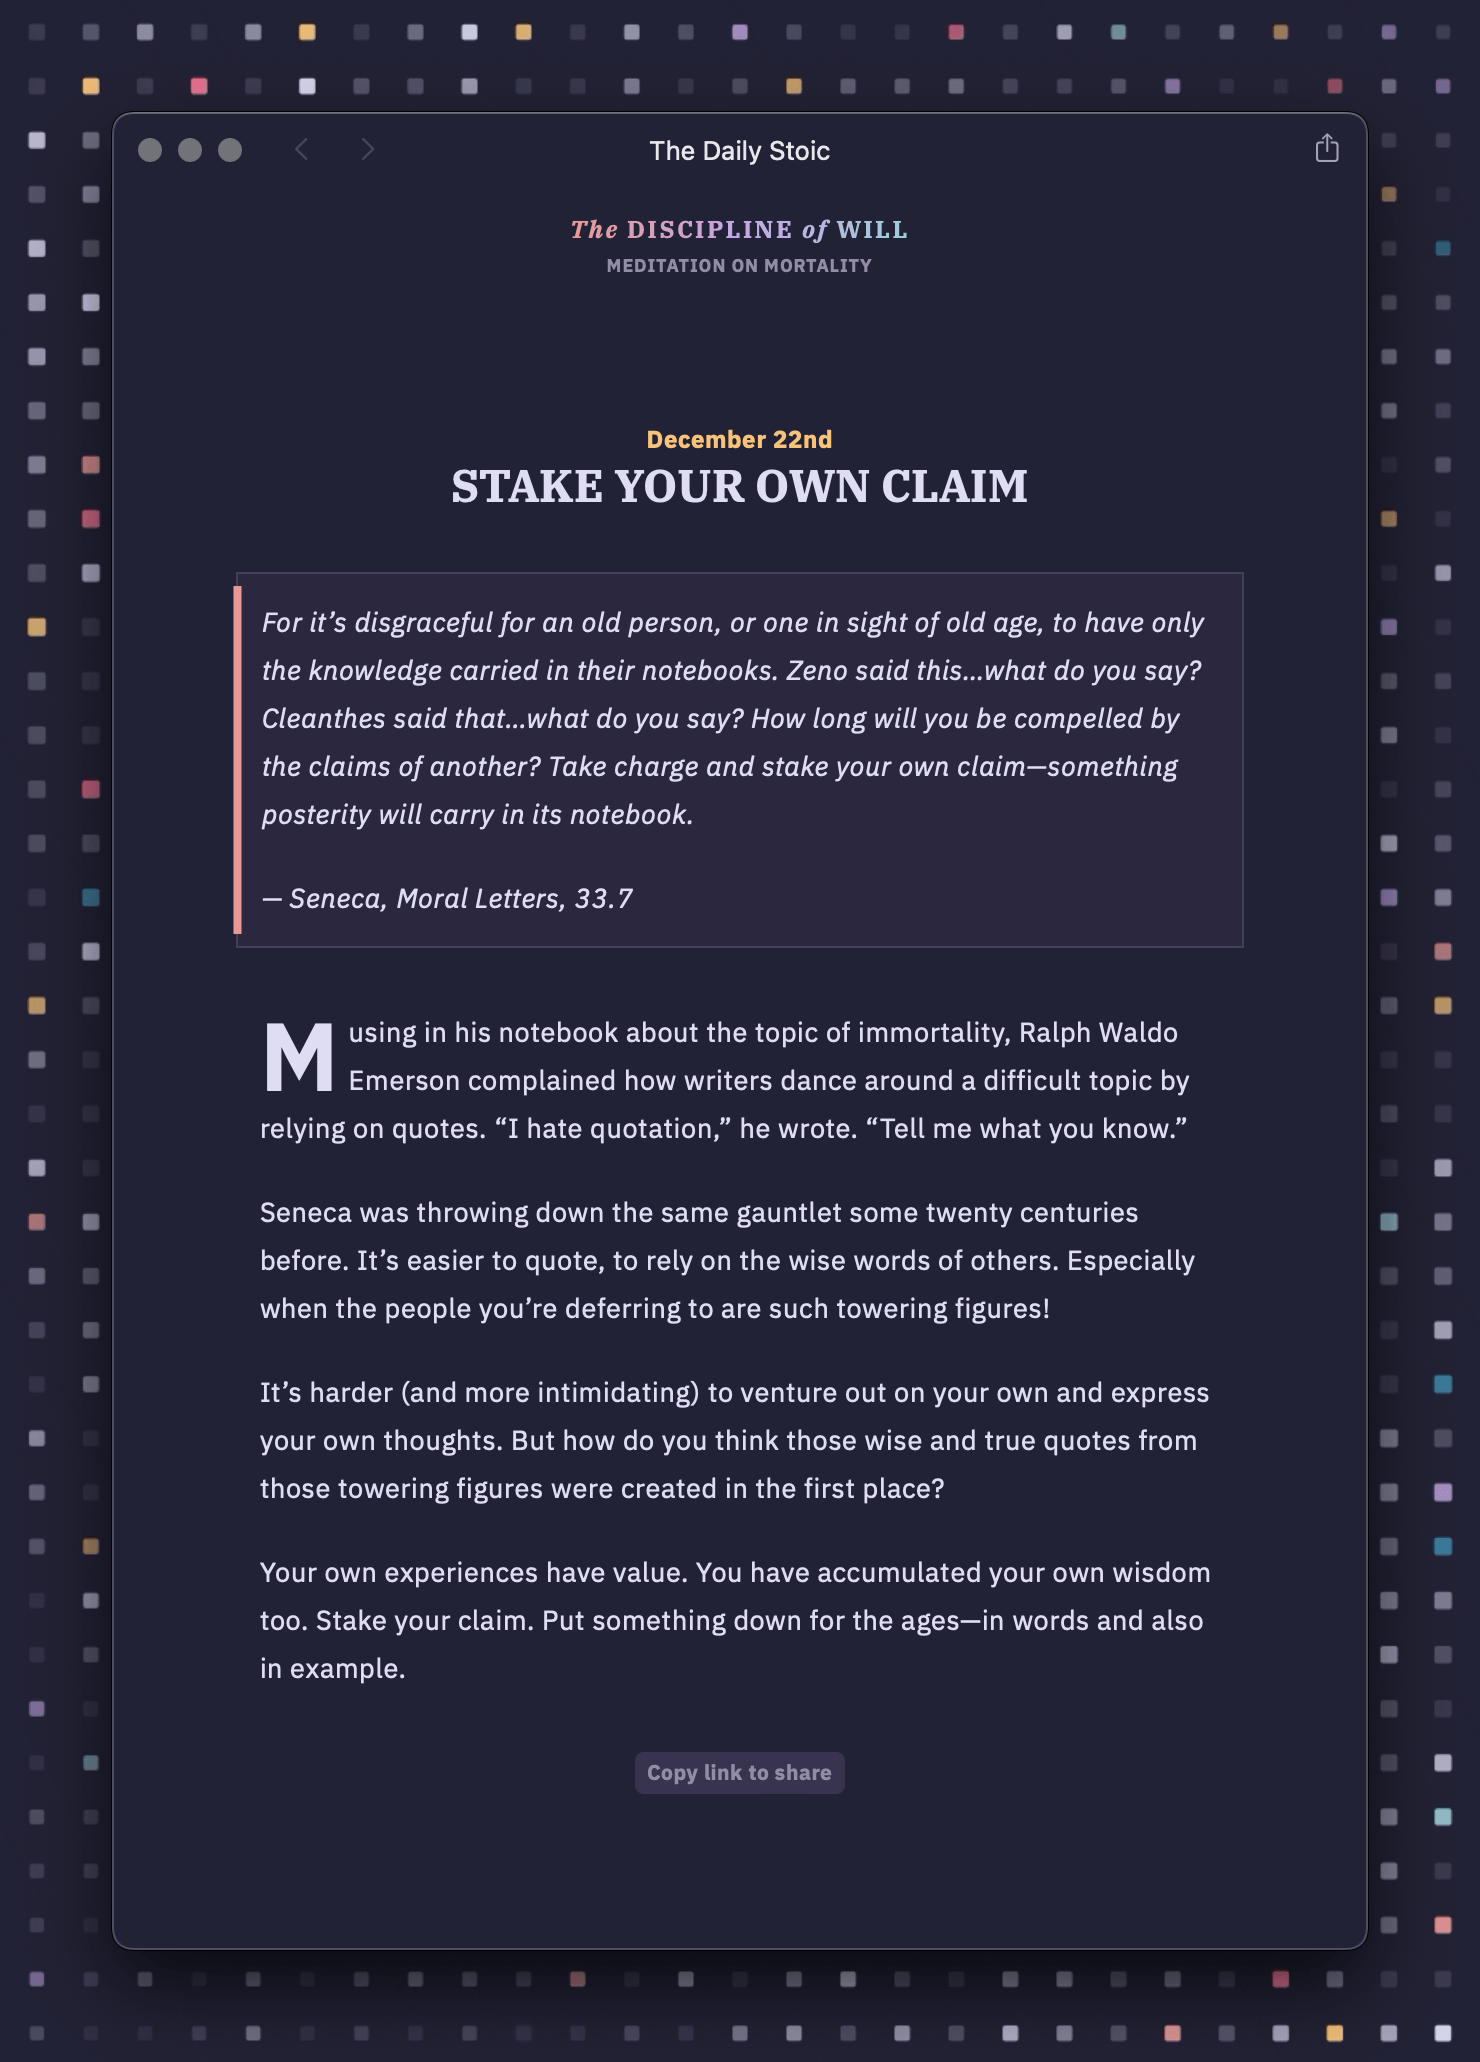 The Daily Stoic
The DISCIPLINE of WILL
MEDITATION ON MORTALITY
December 22nd
STAKE YOUR OWN CLAIM
For it’s disgraceful for an old person, or one in sight of old age, to have only
the knowledge carried in their notebooks. Zeno said this…what do you say?
Cleanthes said that…what do you say? How long will you be compelled by
the claims of another? Take charge and stake your own claim—something
posterity will carry in its notebook.
— Seneca, Moral Letters, 33.7
Musing in his notebook about the topic of immortality, Ralph Waldo
Emerson complained how writers dance around a difficult topic by
relying on quotes. “I hate quotation,” he wrote. “Tell me what you know.”
Seneca was throwing down the same gauntlet some twenty centuries
before. It’s easier to quote, to rely on the wise words of others. Especially
when the people you’re deferring to are such towering figures!
It’s harder (and more intimidating) to venture out on your own and express
your own thoughts. But how do you think those wise and true quotes from
those towering figures were created in the first place?
Your own experiences have value. You have accumulated your own wisdom
too. Stake your claim. Put something down for the ages—in words and also
in example.
Copy link to share